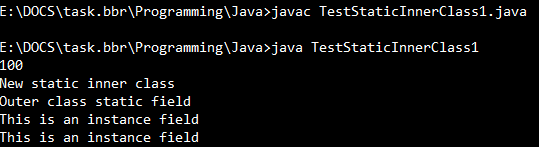 E:\DOCS\task.bbr\Programming\Java>javac TestStaticInnerClass1.java
E:\DOCS\task.bbr\Programming\Java>java TestStaticInnerClass1
100
New static inner class
Outer class static field
This is an instance field
This is an instance field